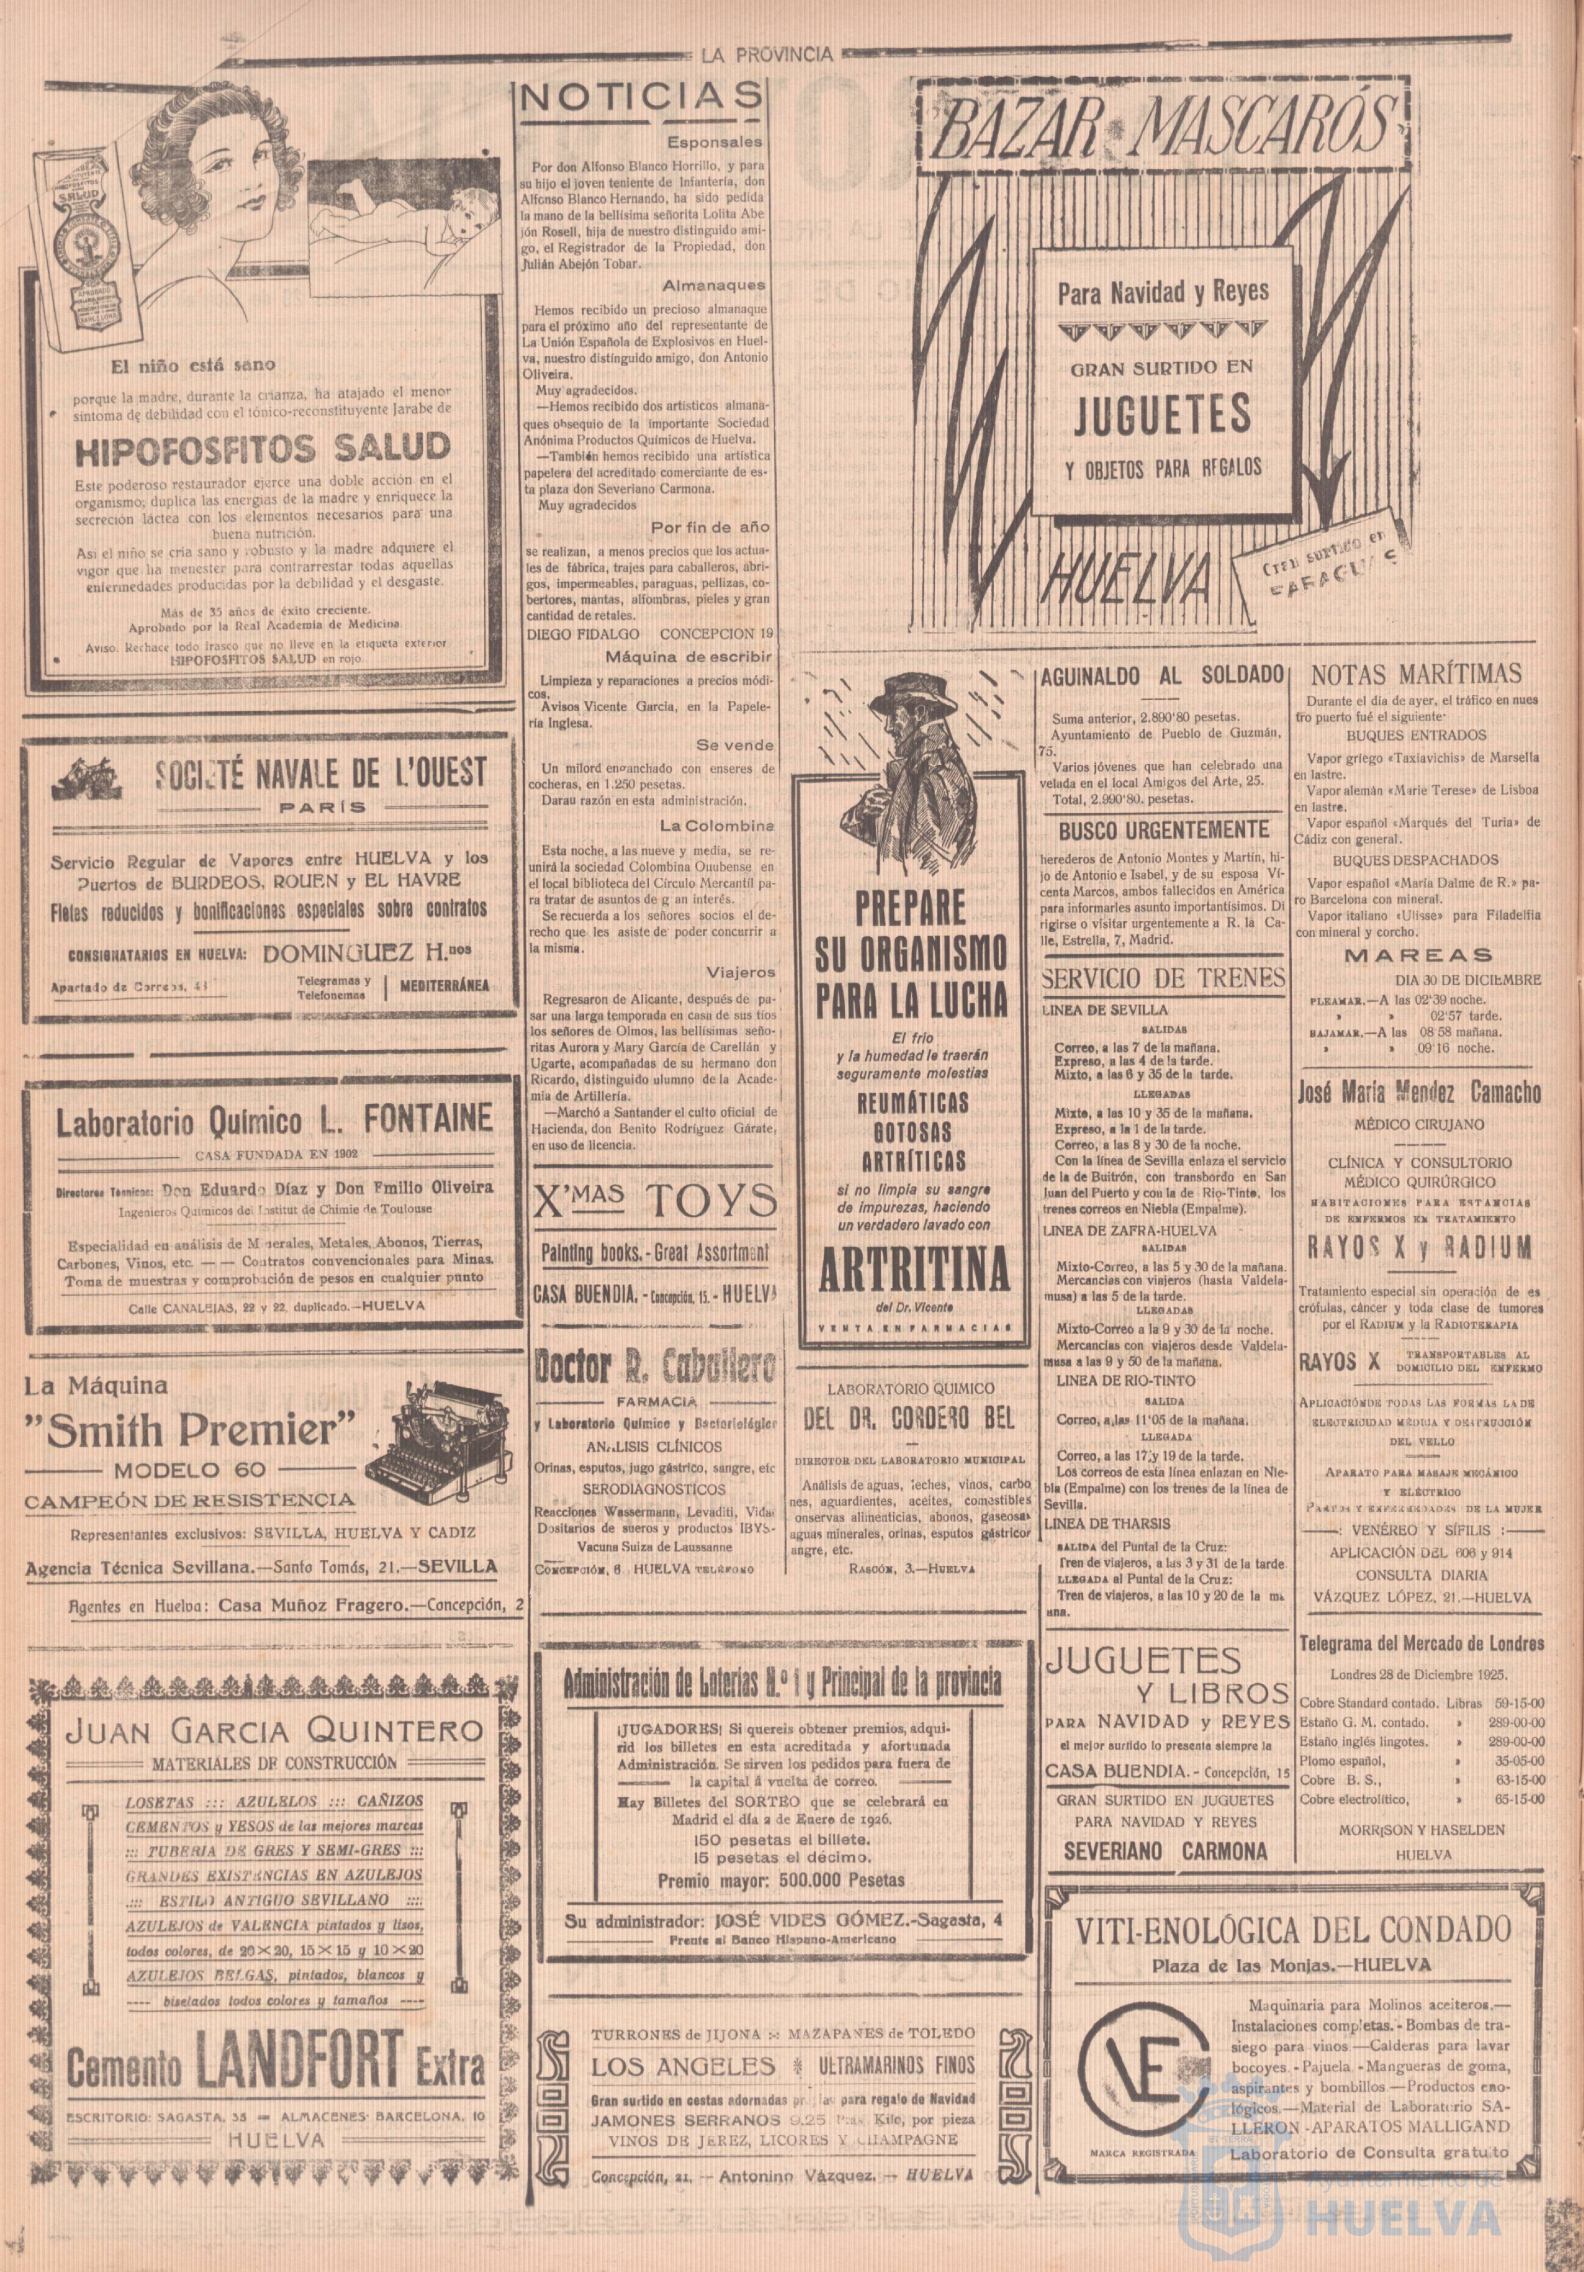 LA PROVINCIA
El niño está sano
porque la madre, durante la crianza, ha atajado el menor
síntoma de debilidad con el tónico-reconstituyente Jarabe de
HIPOFOSFITOS SALUD
Este poderoso restaurador ejerce una doble acción en el
organismo; duplica las energías de la madre y enriquece la
secreción láctea con los elementos necesarios para una
buena nutrición.
Así el niño se cría sano y robusto y la madre adquiere el
vigor que ha menester para contrarrestar todas aquellas
enfermedades producidas por la debilidad y el desgaste.
Más de 35 años de éxito creciente.
Aprobado por la Real Academia de Medicina.
Aviso. Rechace todo frasco que no lleve en la etiqueta exterior
HIPOFOSFITOS SALUD en rojo.
SOCIETÉ NAVALE DE L'OUEST
PARÍS
Servicio Regular de Vapores entre HUELVA y los
Puertos de BURDEOS, ROUEN y EL HAVRE
Fletes reducidos y bonificaciones especiales sobre contratos
CONSIGNATARIOS EN HUELVA: DOMINGUEZ H.nos
Apartado de Correos, 43
Telegramas y
Telefonemas
MEDITERRÁNEA
Laboratorio Químico L. FONTAINE
CASA FUNDADA EN 1902
Directores Tecnicos: Don Eduardo Díaz y Don Emilio Oliveira
Ingenieros Químicos del Institut de Chimie de Toulouse
Especialidad en análisis de Minerales, Metales, Abonos, Tierras,
Carbones, Vinos, etc. — — Contratos convencionales para Minas.
Toma de muestras y comprobación de pesos en cualquier punto
Calle CANALEJAS, 22 y 22, duplicado.—HUELVA
La Máquina
"Smith Premier"
MODELO 60
CAMPEÓN DE RESISTENCIA
Representantes exclusivos: SEVILLA, HUELVA Y CADIZ
Agencia Técnica Sevillana.—Santo Tomás, 21.—SEVILLA
Agentes en Huelva: Casa Muñoz Fragero.—Concepción, 2
JUAN GARCIA QUINTERO
MATERIALES DE CONSTRUCCIÓN
LOSETAS ::: AZULELOS ::: CAÑIZOS
CEMENTOS y YESOS de las mejores marcas
::: TUBERIA DE GRES Y SEMI-GRES :::
GRANDES EXISTENCIAS EN AZULEJOS
.::: ESTILO ANTIGUO SEVILLANO :::.
AZULEJOS de VALENCIA pintados y lisos,
todos colores, de 20×20, 15×15 y 10×20
AZULEJOS BELGAS, pintados, blancos y
---- biselados todos colores y tamaños ----
Cemento LANDFORT Extra
ESCRITORIO: SAGASTA, 35 = ALMACENES: BARCELONA, 10
HUELVA
NOTICIAS
Esponsales
Por don Alfonso Blanco Horrillo, y para
su hijo el joven teniente de Infantería, don
Alfonso Blanco Hernando, ha sido pedida
la mano de la bellísima señorita Lolita Abe
jón Rosell, hija de nuestro distinguido ami-
go, el Registrador de la Propiedad, don
Julián Abejón Tobar.
Almanaques
Hemos recibido un precioso almanaque
para el próximo año del representante de
La Unión Española de Explosivos en Huel-
va, nuestro distinguido amigo, don Antonio
Oliveira.
Muy agradecidos.
—Hemos recibido dos artísticos almana-
ques obsequio de la importante Sociedad
Anónima Productos Químicos de Huelva.
—También hemos recibido una artística
papelera del acreditado comerciante de es-
ta plaza don Severiano Carmona.
Muy agradecidos
Por fin de año
se realizan, a menos precios que los actua-
les de fábrica, trajes para caballeros, abri-
gos, impermeables, paraguas, pellizas, co-
bertores, mantas, alfombras, pieles y gran
cantidad de retales.
DIEGO FIDALGO CONCEPCION 19
Máquina de escribir
Limpieza y reparaciones a precios módi-
cos.
Avisos Vicente García, en la Papele-
ría Inglesa.
Se vende
Un milord enganchado con enseres de
cocheras, en 1.250 pesetas.
Darau razón en esta administración.
La Colombina
Esta noche, a las nueve y media, se re-
unirá la sociedad Colombina Onubense en
el local biblioteca del Círculo Mercantil pa-
ra tratar de asuntos de gran interés.
Se recuerda a los señores socios el de-
recho que les asiste de poder concurrir a
la misma.
Viajeros
Regresaron de Alicante, después de pa-
sar una larga temporada en casa de sus tíos
los señores de Olmos, las bellísimas seño-
ritas Aurora y Mary García de Carellán y
Ugarte, acompañadas de su hermano don
Ricardo, distinguido ulumno de la Acade-
mia de Artillería.
—Marchó a Santander el culto oficial de
Hacienda, don Benito Rodríguez Gárate,
en uso de licencia.
X'MAS TOYS
Painting books.-Great Assortment
CASA BUENDIA.-Concepción, 15.-HUELVA
Doctor R. Caballero
FARMACIA
y Laboratorio Químico y Bacteriológico
ANALISIS CLÍNICOS
Orinas, esputos, jugo gástrico, sangre, etc
SERODIAGNOSTICOS
Reacciones Wassermann, Levaditi, Vidal
Dositarios de sueros y productos IBYS-
Vacuna Suiza de Laussanne
CONCEPCIÓN, 6 HUELVA TELÉFONO
BAZAR MASCARÓS
Para Navidad y Reyes
GRAN SURTIDO EN
JUGUETES
Y OBJETOS PARA REGALOS
HUELVA
Gran surtido en
PARAGUAS
PREPARE
SU ORGANISMO
PARA LA LUCHA
El frío
y la humedad le traerán
seguramente molestias
REUMÁTICAS
GOTOSAS
ARTRÍTICAS
si no limpia su sangre
de impurezas, haciendo
un verdadero lavado con
ARTRITINA
del Dr. Vicente
VENTA EN FARMACIAS
LABORATORIO QUIMICO
DEL DR. CORDERO BEL
DIRECTOR DEL LABORATORIO MUNICIPAL
Análisis de aguas, leches, vinos, carbo
nes, aguardientes, aceites, comestibles
onservas alimenticias, abonos, gaseosas
aguas minerales, orinas, esputos gástricor
angre, etc.
RASCÓN, 3.—HUELVA
Administración de Loterías N.º 1 y Principal de la provincia
¡JUGADORES! Si quereis obtener premios, adqui-
rid los billetes en esta acreditada y afortunada
Administración. Se sirven los pedidos para fuera de
la capital á vuelta de correo.
Hay Billetes del SORTEO que se celebrará en
Madrid el día 2 de Enero de 1926.
150 pesetas el billete.
15 pesetas el décimo.
Premio mayor: 500.000 Pesetas
Su administrador: JOSÉ VIDES GÓMEZ.-Sagasta, 4
Frente al Banco Hispano-Americano
TURRONES de JIJONA MAZAPANES de TOLEDO
LOS ANGELES ULTRAMARINOS FINOS
Gran surtido en cestas adornadas para regalo de Navidad
JAMONES SERRANOS 9.25 Ptas. Kilo, por pieza
VINOS DE JEREZ, LICORES Y CHAMPAGNE
Concepción, 21. -- Antonino Vázquez. -- HUELVA
AGUINALDO AL SOLDADO
Suma anterior, 2.890'80 pesetas.
Ayuntamiento de Pueblo de Guzmán,
75.
Varios jóvenes que han celebrado una
velada en el local Amigos del Arte, 25.
Total, 2.990'80. pesetas.
BUSCO URGENTEMENTE
herederos de Antonio Montes y Martín, hi-
jo de Antonio e Isabel, y de su esposa Vi-
centa Marcos, ambos fallecidos en América
para informarles asunto importantísimos. Di
rigirse o visitar urgentemente a R. la Ca-
lle, Estrella, 7, Madrid.
SERVICIO DE TRENES
LINEA DE SEVILLA
SALIDAS
Correo, a las 7 de la mañana.
Expreso, a las 4 de la tarde.
Mixto, a las 6 y 35 de la tarde.
LLEGADAS
Mixto, a las 10 y 35 de la mañana.
Expreso, a la 1 de la tarde.
Correo, a las 8 y 30 de la noche.
Con la línea de Sevilla enlaza el servicio
de la de Buitrón, con transbordo en San
Juan del Puerto y con la de Rio-Tinto, los
trenes correos en Niebla (Empalme).
LINEA DE ZAFRA-HUELVA
SALIDAS
Mixto-Correo, a las 5 y 30 de la mañana.
Mercancias con viajeros (hasta Valdela-
musa) a las 5 de la tarde.
LLEGADAS
Mixto-Correo a la 9 y 30 de la noche.
Mercancías con viajeros desde Valdela-
musa a las 9 y 50 de la mañana.
LINEA DE RIO-TINTO
SALIDA
Correo, a las 11'05 de la mañana.
LLEGADA
Correo, a las 17 y 19 de la tarde.
Los correos de esta línea enlazan en Nie-
bla (Empalme) con los trenes de la línea de
Sevilla.
LINEA DE THARSIS
SALIDA del Puntal de la Cruz:
Tren de viajeros, a las 3 y 31 de la tarde
LLEGADA al Puntal de la Cruz:
Tren de viajeros, a las 10 y 20 de la m
ana.
JUGUETES
Y LIBROS
PARA NAVIDAD y REYES
el mejor surtido lo presenta siempre la
CASA BUENDIA.-Concepción, 15
GRAN SURTIDO EN JUGUETES
PARA NAVIDAD Y REYES
SEVERIANO CARMONA
NOTAS MARÍTIMAS
Durante el día de ayer, el tráfico en nues
tro puerto fué el siguiente
BUQUES ENTRADOS
Vapor griego «Taxiavichis» de Marsella
en lastre.
Vapor alemán «Marie Terese» de Lisboa
en lastre.
Vapor español «Marqués del Turia» de
Cádiz con general.
BUQUES DESPACHADOS
Vapor español «María Dalme de R.» pa-
ro Barcelona con mineral.
Vapor italiano «Ulisse» para Filadelfia
con mineral y corcho.
MAREAS
DIA 30 DE DICIEMBRE
PLEAMAR.—A las 02'39 noche.
» » 02'57 tarde.
BAJAMAR.—A las 08'58 mañana.
» » 09'16 noche.
José María Mendez Camacho
MÉDICO CIRUJANO
CLÍNICA Y CONSULTORIO
MÉDICO QUIRÚRGICO
HABITACIONES PARA ESTANCIAS
DE ENFERMOS EN TRATAMIENTO
RAYOS X y RADIUM
Tratamiento especial sin operación de es
crófulas, cáncer y toda clase de tumores
por el RADIUM y la RADIOTERAPIA
RAYOS X TRANSPORTABLES AL
DOMICILIO DEL ENFERMO
APLICACIÓN DE TODAS LAS FORMAS LA DE
ELECTRICIDAD MÉDICA Y DESTRUCCIÓN
DEL VELLO
APARATO PARA MASAJE MECÁNICO
Y ELÉCTRICO
PARTOS Y ENFERMEDADES DE LA MUJER
—: VENÉREO Y SÍFILIS :—
APLICACIÓN DEL 606 y 914
CONSULTA DIARIA
VÁZQUEZ LÓPEZ, 21.—HUELVA
Telegrama del Mercado de Londres
Londres 28 de Diciembre 1925.
Cobre Standard contado. Libras 59-15-00
Estaño G. M. contado. » 289-00-00
Estaño inglés lingotes. » 289-00-00
Plomo español, » 35-05-00
Cobre B. S., » 63-15-00
Cobre electrolítico, » 65-15-00
MORRISON Y HASELDEN
HUELVA
VITI-ENOLÓGICA DEL CONDADO
Plaza de las Monjas.—HUELVA
Maquinaria para Molinos aceiteros.—
Instalaciones completas.-Bombas de tra-
siego para vinos.—Calderas para lavar
bocoyes.-Pajuela.-Mangueras de goma,
aspirantes y bombillos.—Productos eno-
lógicos.—Material de Laboratorio SA-
LLERON-APARATOS MALLIGAND
Laboratorio de Consulta gratuito
VE
MARCA REGISTRADA
Ayuntamiento de
HUELVA